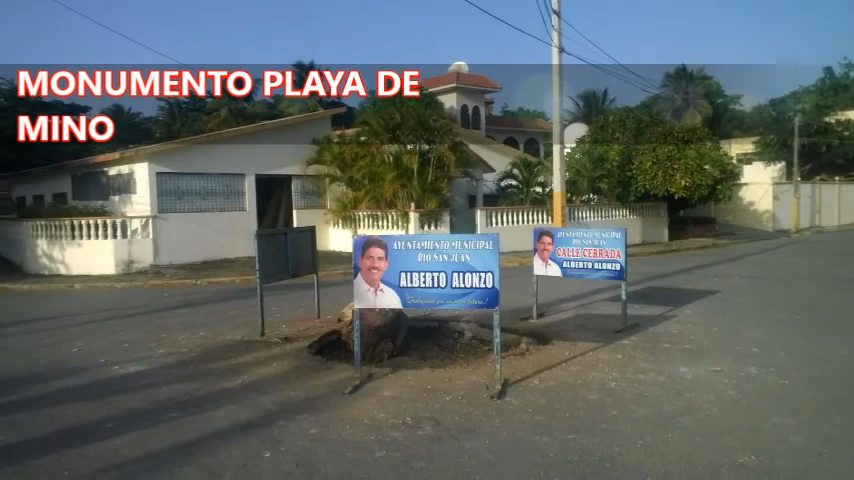 MONUMENTO PLAYA DE
MINO
AYUNTAMIENTO MUNICIPAL
RIO SAN JUAN
ALBERTO ALONZO
AYUNTAMIENTO MUNICIPAL
RIO SAN JUAN
CALLE CERRADA
ALBERTO ALONZO